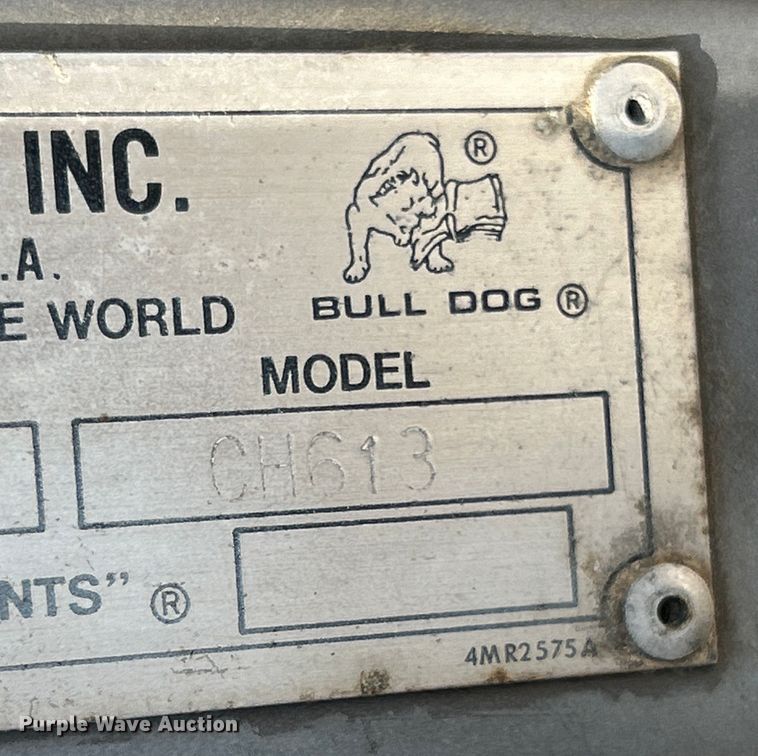 INC.
®
.A.
E WORLD
BULL DOG ®
MODEL
CH613
NTS" ®
4MR2575A
Purple Wave Auction